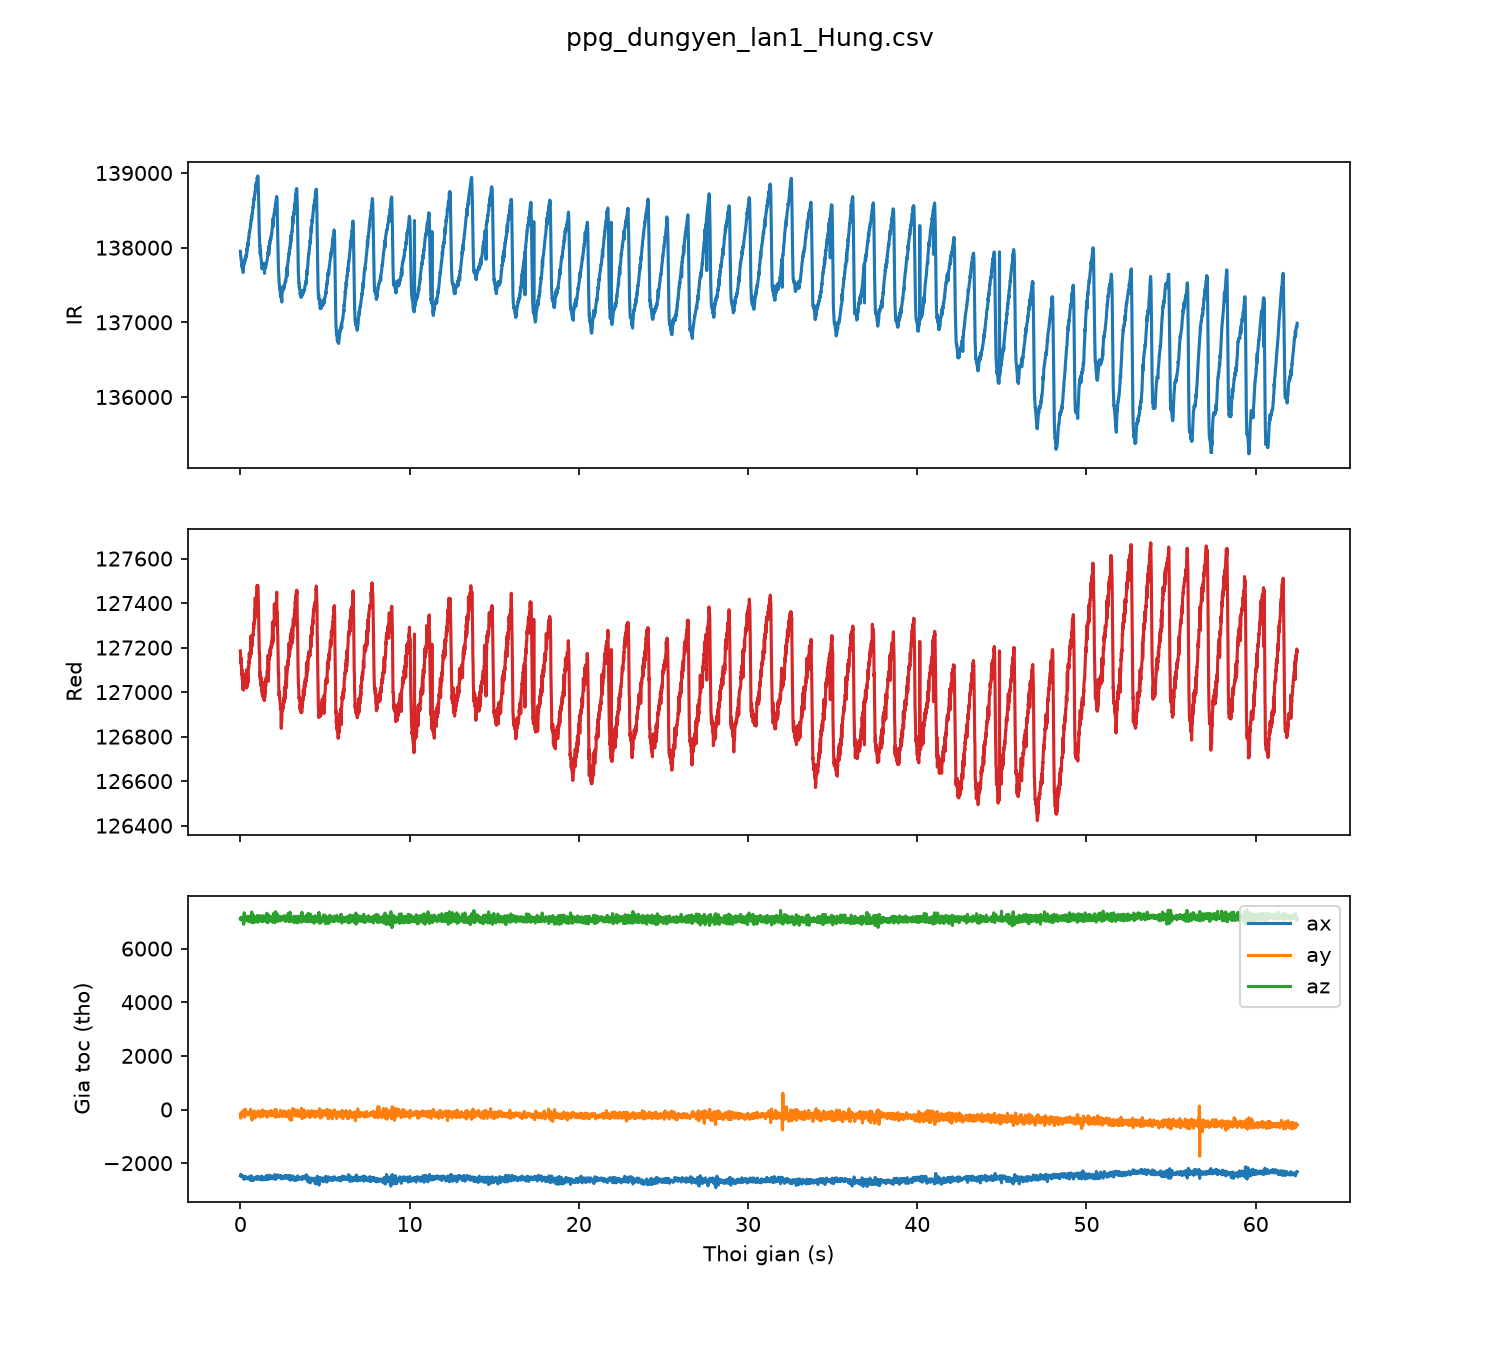 ppg_dungyen_lan1_Hung.csv
139000
138000
137000
136000
IR
127600
127400
127200
127000
126800
126600
126400
Red
6000
4000
2000
0
−2000
Gia toc (tho)
ax
ay
az
0 10 20 30 40 50 60
Thoi gian (s)